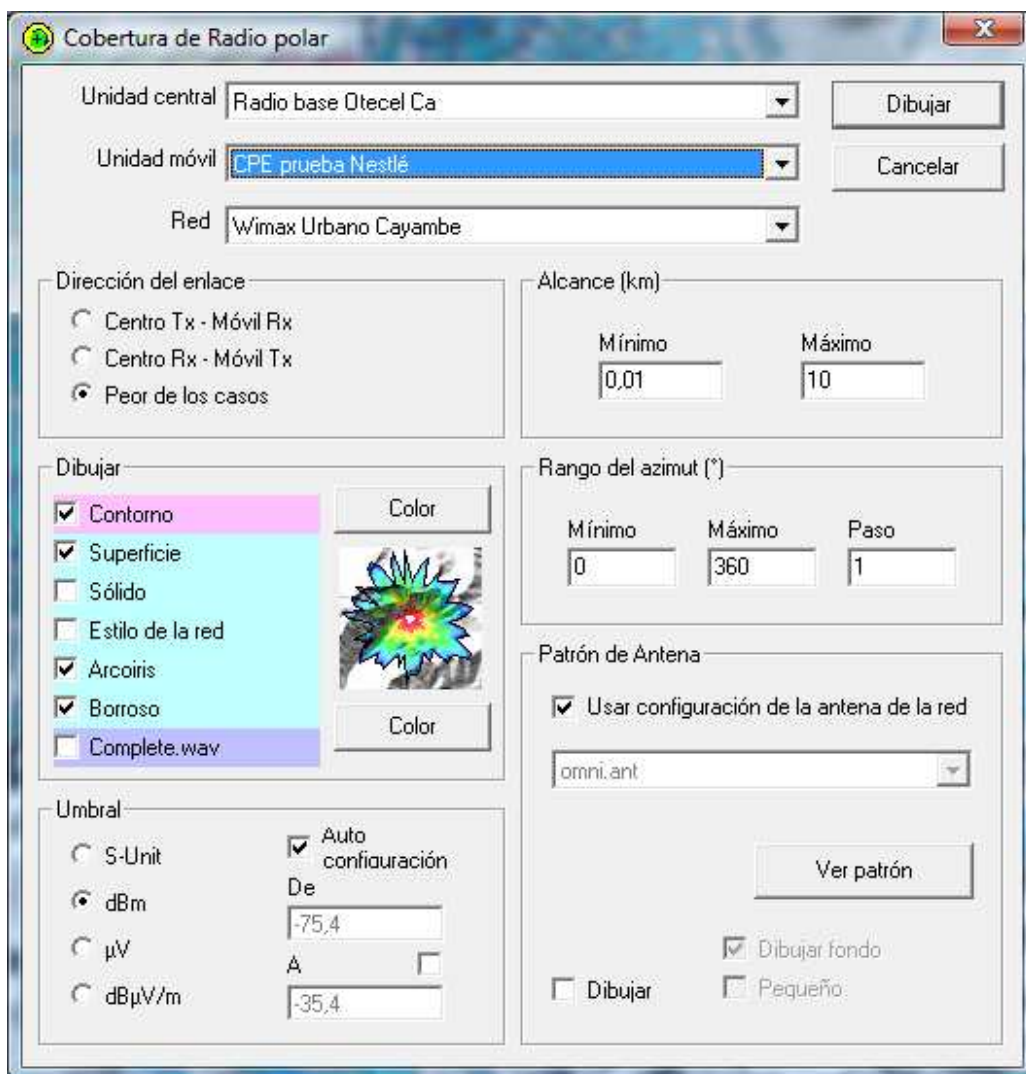 Cobertura de Radio polar
Unidad central Radio base Otecel Ca Dibujar
Unidad móvil CPE prueba Nestlé Cancelar
Red Wimax Urbano Cayambe
Dirección del enlace
Centro Tx - Móvil Rx
Centro Rx - Móvil Tx
Peor de los casos
Alcance (km)
Mínimo Máximo
0,01 10
Dibujar
Contorno
Superficie
Sólido
Estilo de la red
Arcoiris
Borroso
Complete.wav
Color
Color
Rango del azimut (°)
Mínimo Máximo Paso
0 360 1
Patrón de Antena
Usar configuración de la antena de la red
omni.ant
Ver patrón
Dibujar fondo
Dibujar Pequeño
Umbral
S-Unit
dBm
µV
dBµV/m
Auto
configuración
De
-75,4
A
-35,4